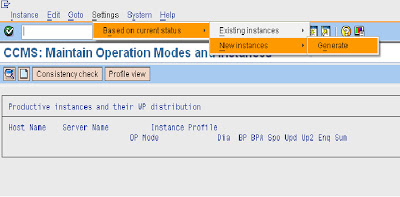 Instance Edit Goto Settings System Help
Based on current status
Existing instances
New instances
Generate
CCMS: Maintain Operation Modes and Instances
Consistency check Profile view
Productive instances and their WP distribution
Host Name Server Name Instance Profile
OP Mode Dia BP BPA Spo Upd Up2 Enq Sum